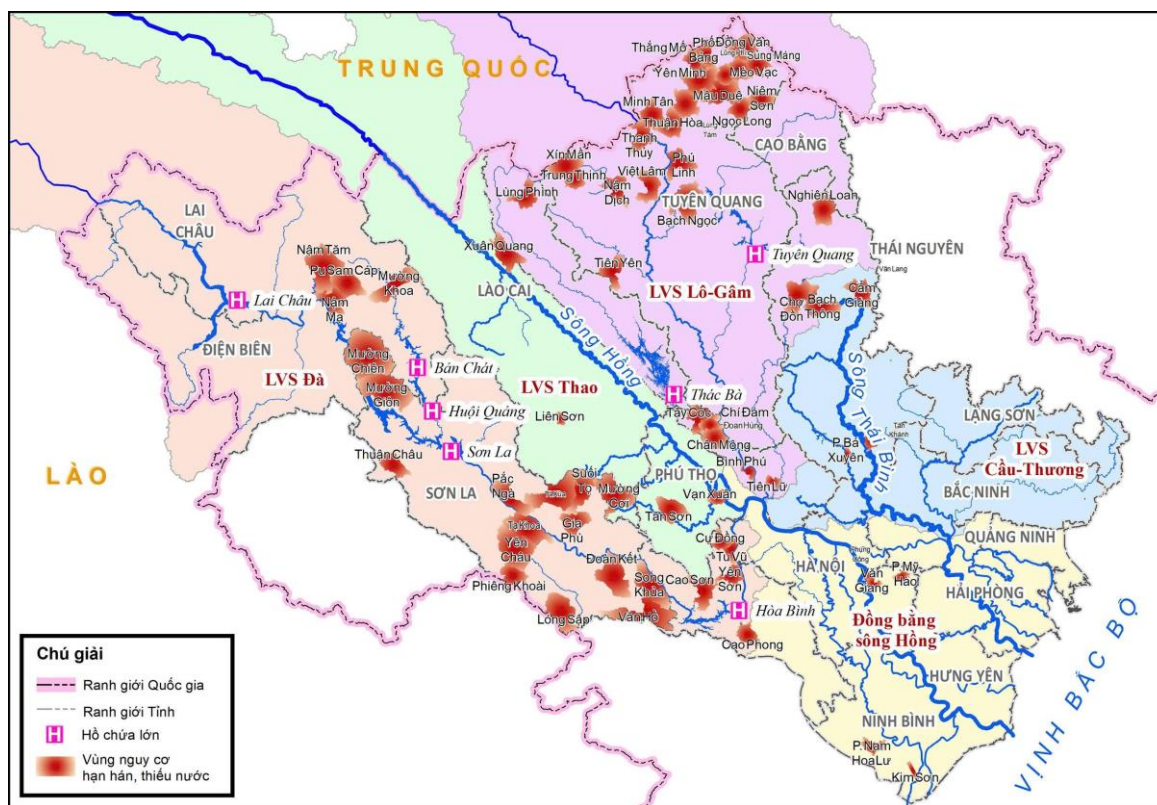 TRUNG QUỐC
Thắng Mố
Phố
Bảng
Đồng Văn
Sủng Máng
Yên Minh
Mèo Vạc
Mậu Duệ
Niêm
Sơn
Minh Tân
Thuận Hòa
Ngọc Long
Thanh
Thủy
CAO BẰNG
Xín Mần
Trung Thịnh
Việt Lâm
Phú
Linh
Lùng Phình
Nấm
Dịch
TUYÊN QUANG
Bạch Ngọc
Nghiên Loan
LAI
CHÂU
Xuân Quang
THÁI NGUYÊN
Văn Lang
Tuyên Quang
Nậm Tăm
Pu Sam Cáp
Mường
Khoa
Tiên Yên
LVS Lô-Gâm
LÀO CAI
Chợ
Đồn
Bạch
Thông
Cẩm
Giàng
Lai Châu
Nậm
Mạ
Sông Hồng
ĐIỆN BIÊN
Mường
Chiên
LVS Đà
Bản Chát
LVS Thao
Sông Thái Bình
Mường
Giôn
Huội Quảng
Thác Bà
Tây Cốc
Chí Đám
Đoan Hùng
Liên Sơn
Chân Mộng
LẠNG SƠN
LVS
Cầu-Thương
P. Bá
Xuyên
Sơn La
Thuận Châu
Bình Phú
LÀO
PHÚ THỌ
Tiên Lữ
SƠN LA
Pắc
Ngà
Suối
Tọ
Mường
Cơi
Vạn Xuân
BẮC NINH
Tân Sơn
Tạ Khoa
Gia
Phù
QUẢNG NINH
Yên
Châu
Cự Đồng
Tu Vũ
HÀ NỘI
Đoàn Kết
Yên
Sơn
Văn
Giang
P. Mỹ
Hào
Phiêng Khoài
Song
Khủa
Cao Sơn
HẢI PHÒNG
Lóng Sập
Vân Hồ
Hòa Bình
Đồng bằng
sông Hồng
Cao Phong
HƯNG YÊN
VỊNH BẮC BỘ
NINH BÌNH
P. Nam
Hoa Lư
Kim Sơn
Chú giải
Ranh giới Quốc gia
Ranh giới Tỉnh
H Hồ chứa lớn
Vùng nguy cơ
hạn hán, thiếu nước